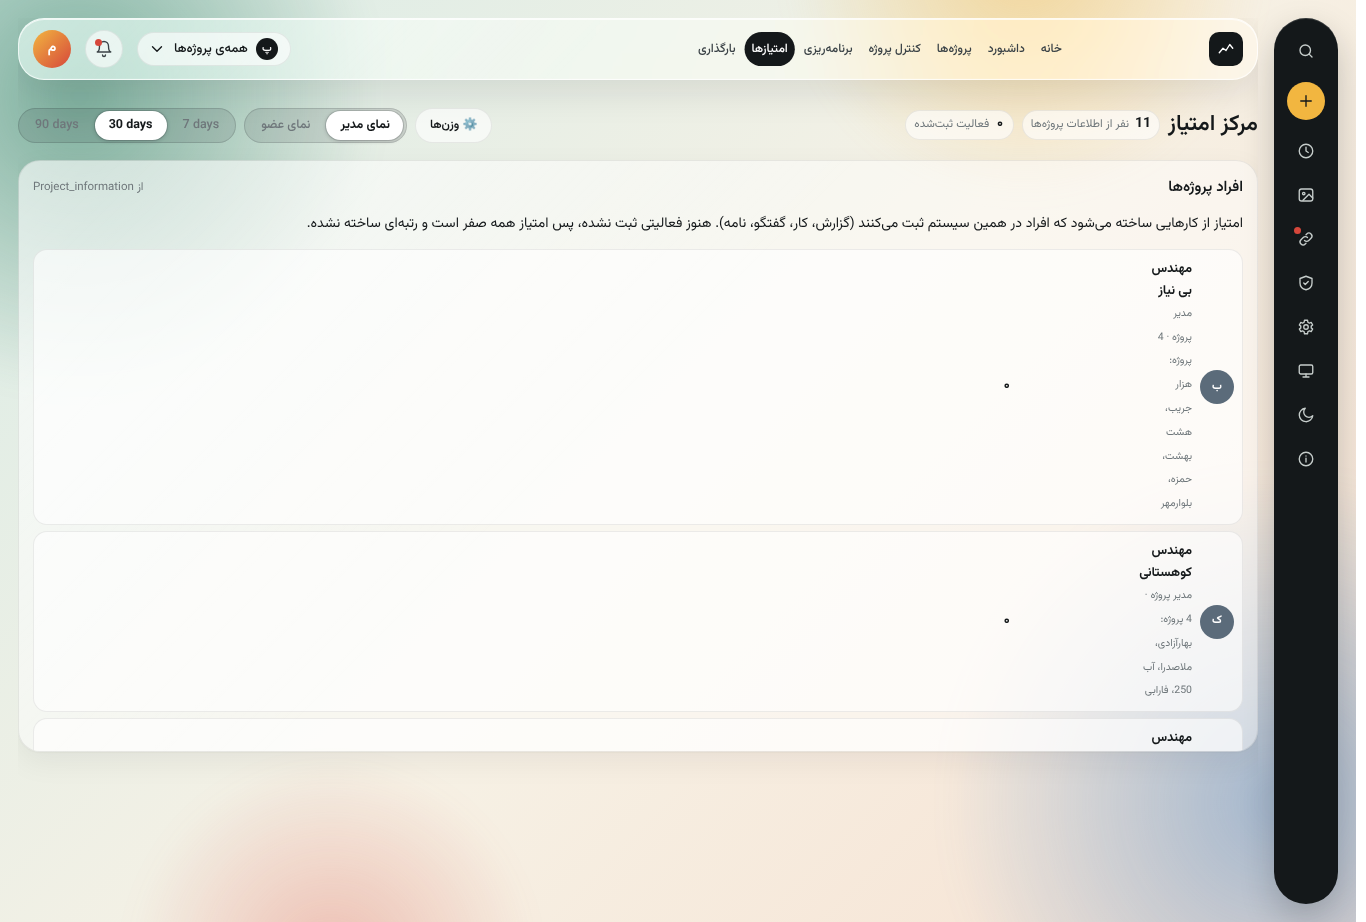 خانه
داشبورد
پروژه‌ها
کنترل پروژه
برنامه‌ریزی
امتیازها
بارگذاری
پ همه‌ی پروژه‌ها
م
مرکز امتیاز
11 نفر از اطلاعات پروژه‌ها
۰ فعالیت ثبت‌شده
⚙️ وزن‌ها
نمای مدیر
نمای عضو
7 days
30 days
90 days
افراد پروژه‌ها
از Project_information
امتیاز از کارهایی ساخته می‌شود که افراد در همین سیستم ثبت می‌کنند (گزارش، کار، گفتگو، نامه). هنوز فعالیتی ثبت نشده، پس امتیاز همه صفر است و رتبه‌ای ساخته نشده.
ب
مهندس
بی نیاز
مدیر
پروژه · 4
پروژه:
هزار
جریب،
هشت
بهشت،
حمزه،
بلوارمهر
۰
ک
مهندس
کوهستانی
مدیر پروژه ·
4 پروژه:
بهارآزادی،
ملاصدرا، آب
250، فارابی
۰
مهندس